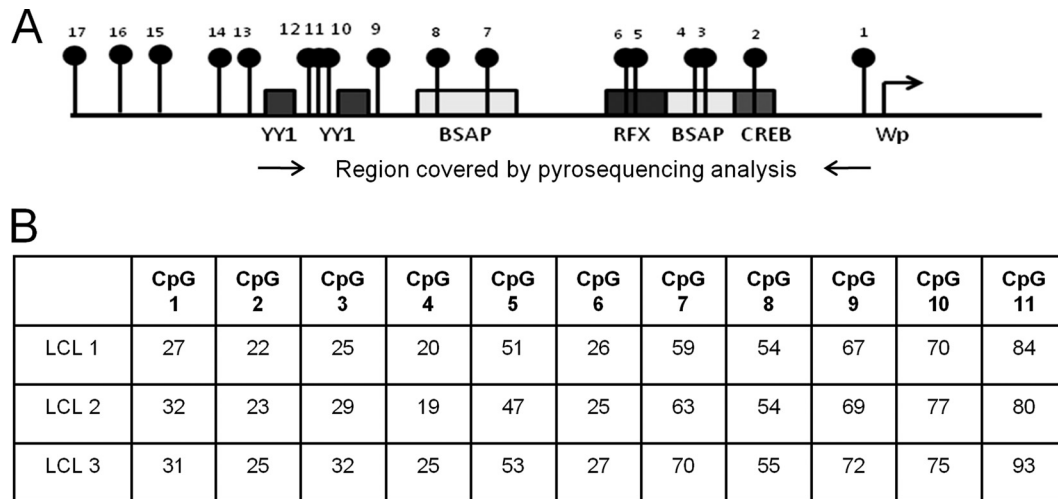 A
17 16 15 14 13 12 11 10 9 8 7 6 5 4 3 2 1
YY1 YY1 BSAP RFX BSAP CREB Wp
Region covered by pyrosequencing analysis
B
CpG 1 CpG 2 CpG 3 CpG 4 CpG 5 CpG 6 CpG 7 CpG 8 CpG 9 CpG 10 CpG 11
LCL 1 27 22 25 20 51 26 59 54 67 70 84
LCL 2 32 23 29 19 47 25 63 54 69 77 80
LCL 3 31 25 32 25 53 27 70 55 72 75 93